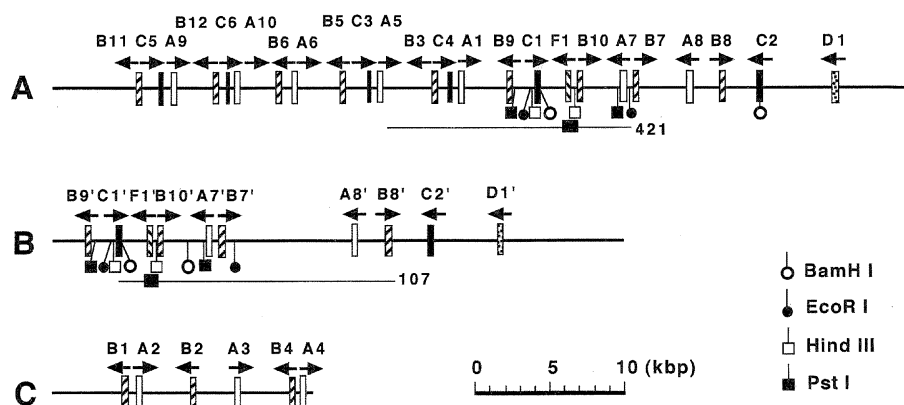 B12 C6 A10 B5 C3 A5
B11 C5 A9 B6 A6 B3 C4 A1 B9 C1 F1 B10 A7 B7 A8 B8 C2 D1
A
421
B9' C1' F1' B10' A7' B7' A8' B8' C2' D1'
B
107
BamH I
EcoR I
Hind III
Pst I
B1 A2 B2 A3 B4 A4
C
0 5 10 (kbp)